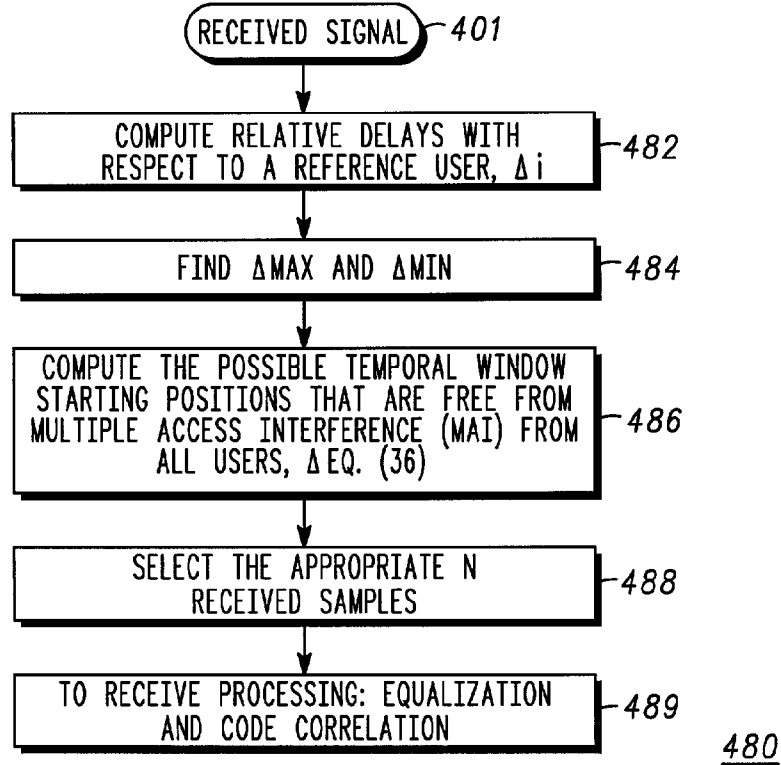 RECEIVED SIGNAL
401
COMPUTE RELATIVE DELAYS WITH
RESPECT TO A REFERENCE USER, Δi
482
FIND ΔMAX AND ΔMIN
484
COMPUTE THE POSSIBLE TEMPORAL WINDOW
STARTING POSITIONS THAT ARE FREE FROM
MULTIPLE ACCESS INTERFERENCE (MAI) FROM
ALL USERS, ΔEQ. (36)
486
SELECT THE APPROPRIATE N
RECEIVED SAMPLES
488
TO RECEIVE PROCESSING: EQUALIZATION
AND CODE CORRELATION
489
480